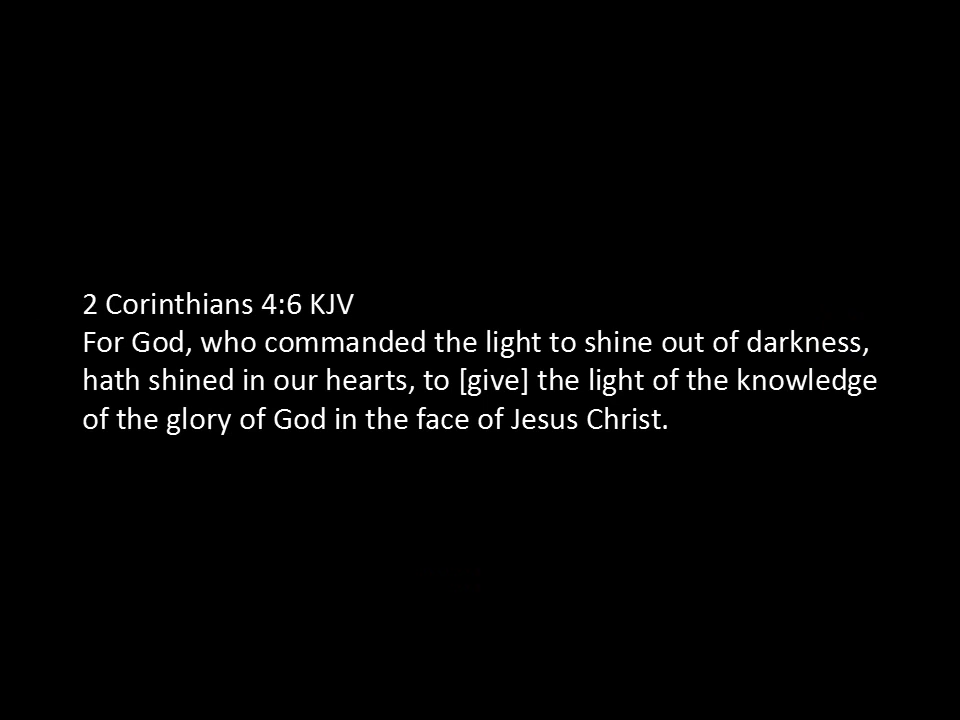 2 Corinthians 4:6 KJV
For God, who commanded the light to shine out of darkness,
hath shined in our hearts, to [give] the light of the knowledge
of the glory of God in the face of Jesus Christ.